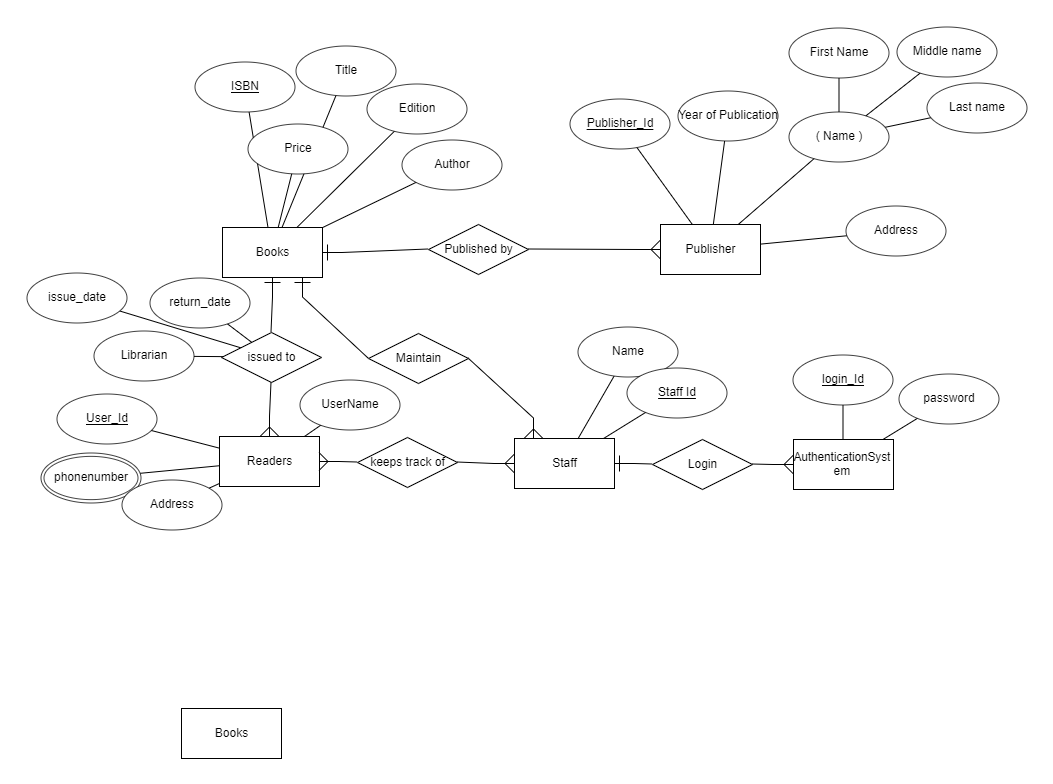 First Name
Middle name
Title
ISBN
Edition
Last name
Year of Publication
Publisher_Id
( Name )
Price
Author
Address
Books
Published by
Publisher
issue_date
return_date
Librarian
issued to
Maintain
Name
login_Id
Staff Id
password
UserName
User_Id
Readers
keeps track of
Staff
Login
AuthenticationSyst
em
phonenumber
Address
Books